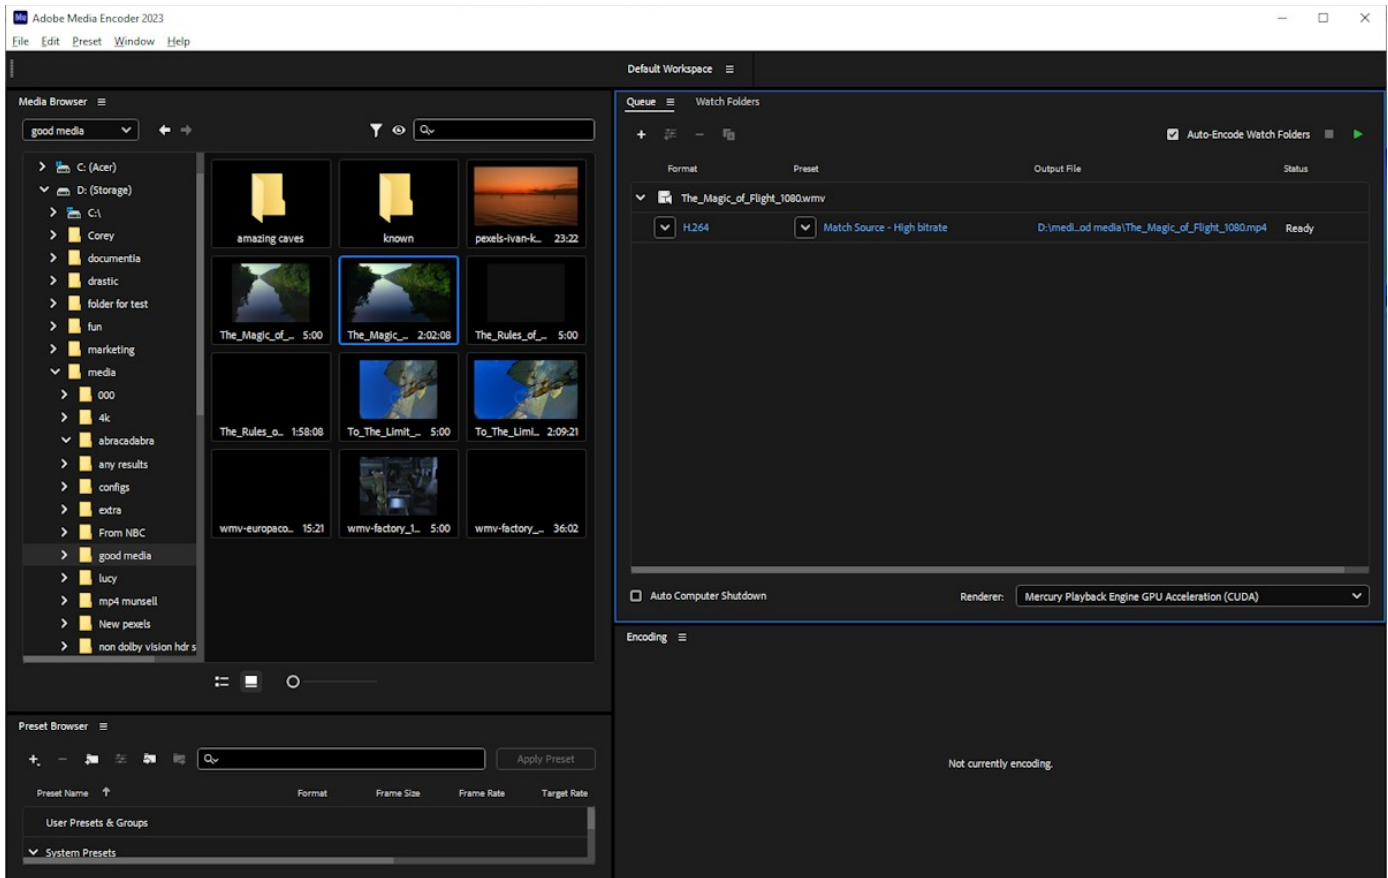 Me Adobe Media Encoder 2023
File Edit Preset Window Help
Default Workspace
Media Browser
good media
C: (Acer)
D: (Storage)
C:\
Corey
documentia
drastic
folder for test
fun
marketing
media
000
4k
abracadabra
any results
configs
extra
From NBC
good media
lucy
mp4 munsell
New pexels
non dolby vision hdr s
amazing caves
known
pexels-ivan-k... 23:22
The_Magic_of_... 5:00
The_Magic_... 2:02:08
The_Rules_of_... 5:00
The_Rules_o... 1:58:08
To_The_Limit_... 5:00
To_The_Limi... 2:09:21
wmv-europaco... 15:21
wmv-factory_1... 5:00
wmv-factory_... 36:02
Queue Watch Folders
Auto-Encode Watch Folders
Format Preset Output File Status
The_Magic_of_Flight_1080.wmv
H.264 Match Source - High bitrate D:\medi...od media\The_Magic_of_Flight_1080.mp4 Ready
Auto Computer Shutdown Renderer: Mercury Playback Engine GPU Acceleration (CUDA)
Preset Browser
Apply Preset
Preset Name Format Frame Size Frame Rate Target Rate
User Presets & Groups
System Presets
Encoding
Not currently encoding.